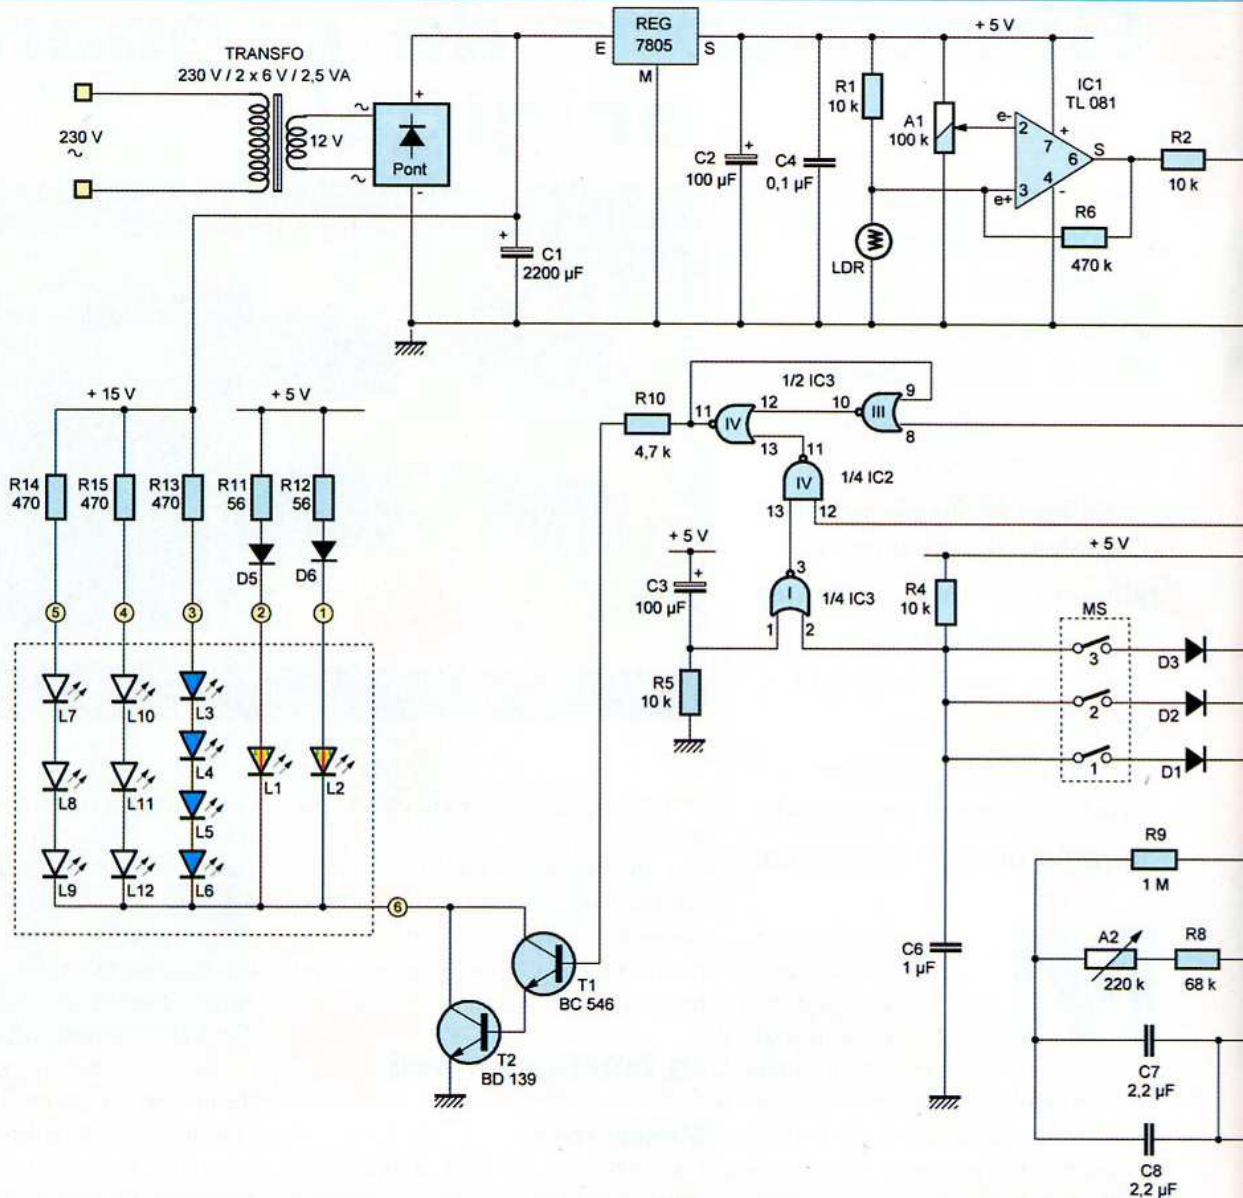 TRANSFO
230 V / 2 x 6 V / 2,5 VA
230 V
~
12 V
~
~
+
Pont
-
E
REG
7805
S
M
+ 5 V
R1
10 k
A1
100 k
IC1
TL 081
e-
2
+
7
6
S
4
-
3
e+
R2
10 k
R6
470 k
C2
100 µF
+
C4
0,1 µF
LDR
+
C1
2200 µF
+ 15 V
+ 5 V
R14
470
R15
470
R13
470
R11
56
R12
56
D5
D6
5
4
3
2
1
L7
L10
L3
L4
L8
L11
L5
L1
L2
L9
L12
L6
6
R10
4,7 k
1/2 IC3
11
IV
12
13
10
III
9
8
11
IV
1/4 IC2
13
12
+ 5 V
C3
100 µF
+
3
I
1/4 IC3
1
2
R5
10 k
R4
10 k
+ 5 V
MS
3
D3
2
D2
1
D1
R9
1 M
A2
220 k
R8
68 k
C6
1 µF
C7
2,2 µF
C8
2,2 µF
T1
BC 546
T2
BD 139